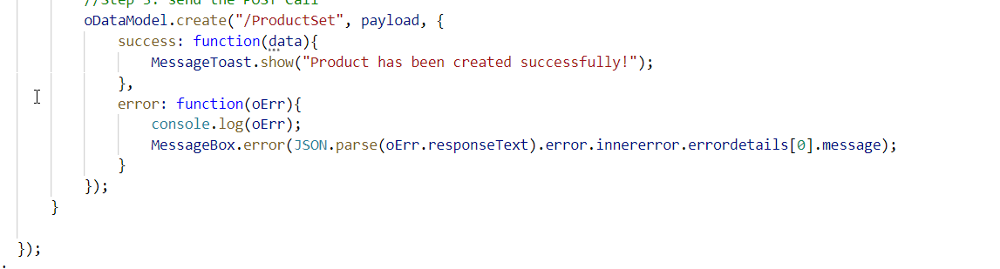 //Step 3: send the POST Call
oDataModel.create("/ProductSet", payload, {
success: function(data){
MessageToast.show("Product has been created successfully!");
},
error: function(oErr){
console.log(oErr);
MessageBox.error(JSON.parse(oErr.responseText).error.innererror.errordetails[0].message);
}
});
}
});